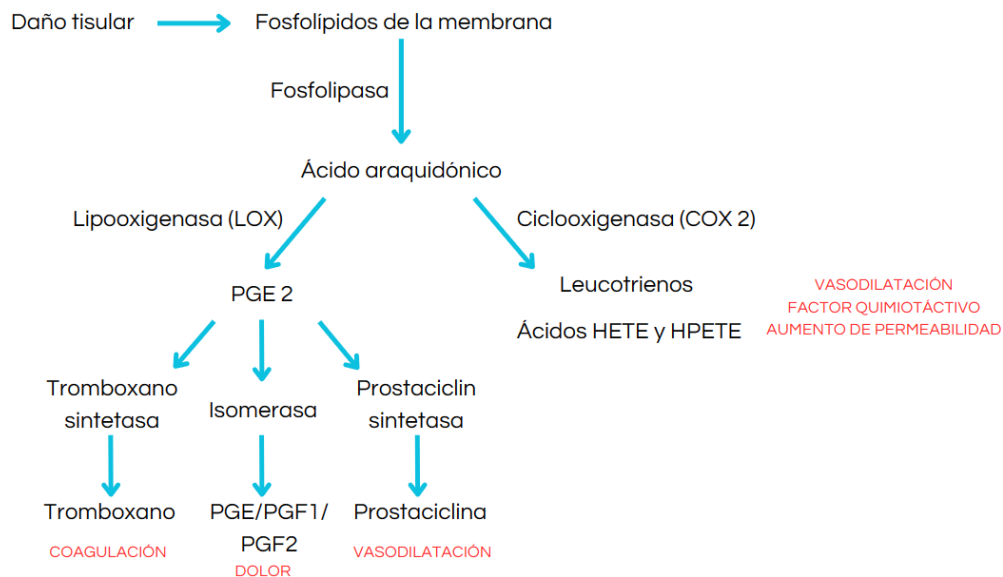 Daño tisular
Fosfolípidos de la membrana
Fosfolipasa
Ácido araquidónico
Lipooxigenasa (LOX)
Ciclooxigenasa (COX 2)
PGE 2
Leucotrienos
Ácidos HETE y HPETE
VASODILATACIÓN
FACTOR QUIMIOTÁCTIVO
AUMENTO DE PERMEABILIDAD
Tromboxano
sintetasa
Isomerasa
Prostaciclin
sintetasa
Tromboxano
COAGULACIÓN
PGE/PGF1/
PGF2
DOLOR
Prostaciclina
VASODILATACIÓN